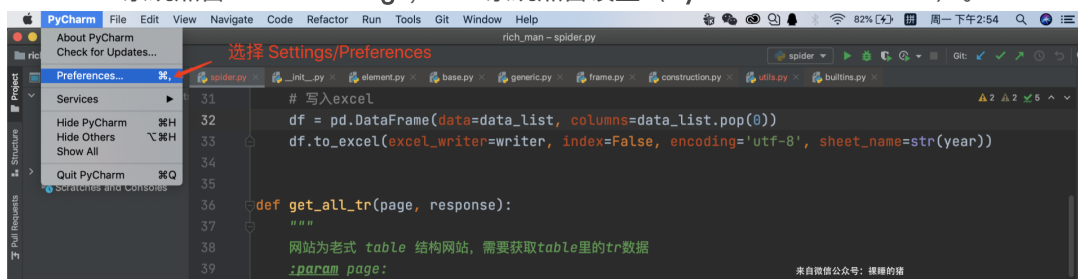 PyCharm File Edit View Navigate Code Refactor Run Tools Git Window Help 82% 拼 周一下午2:54
rich_man – spider.py
About PyCharm
Check for Updates...
Preferences... ⌘,
Services
Hide PyCharm ⌘H
Hide Others ⌥⌘H
Show All
Quit PyCharm ⌘Q
选择 Settings/Preferences
spider Git:
spider.py __init__.py element.py base.py generic.py frame.py construction.py utils.py builtins.py
Project
Structure
Pull Requests
Scratches and Consoles
2 2 5
31 # 写入excel
32 df = pd.DataFrame(data=data_list, columns=data_list.pop(0))
33 df.to_excel(excel_writer=writer, index=False, encoding='utf-8', sheet_name=str(year))
34
35
36 def get_all_tr(page, response):
37 """
38 网站为老式 table 结构网站，需要获取table里的tr数据
39 :param page:
来自微信公众号：裸睡的猪